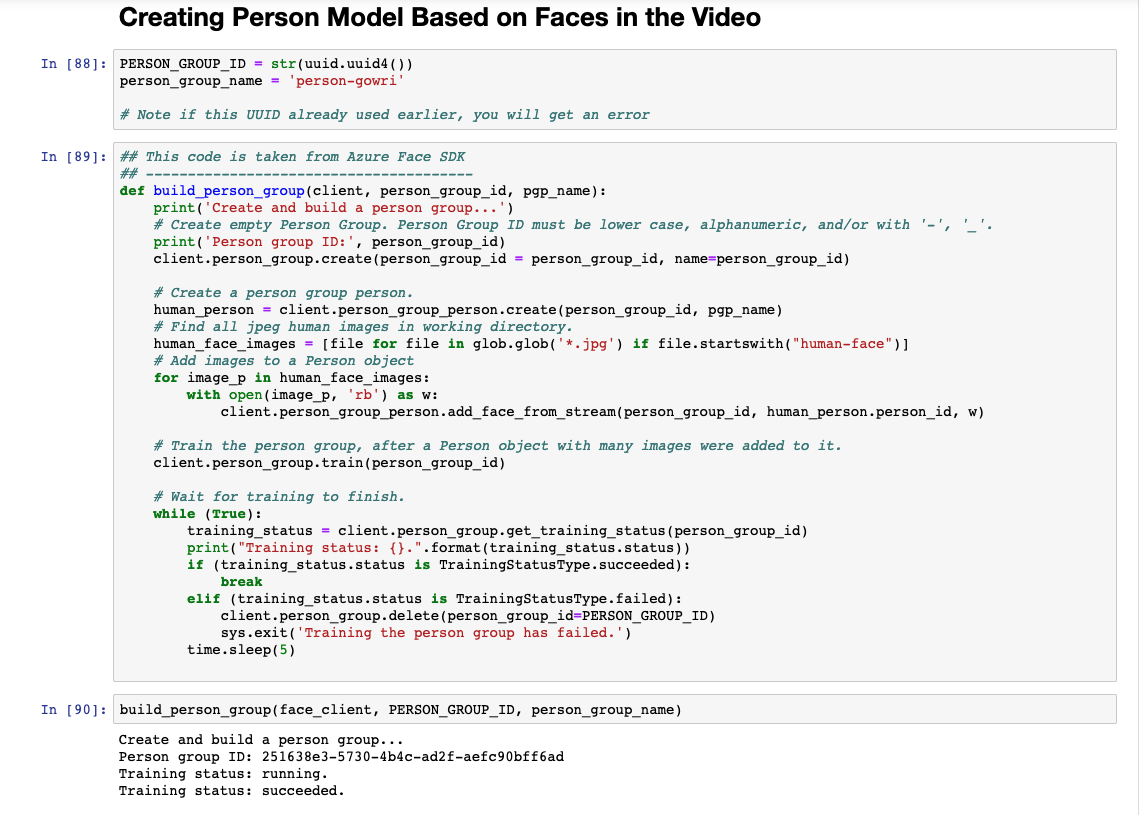 Creating Person Model Based on Faces in the Video
In [88]: PERSON_GROUP_ID = str(uuid.uuid4())
person_group_name = 'person-gowri'
# Note if this UUID already used earlier, you will get an error
In [89]: ## This code is taken from Azure Face SDK
## ---------------------------------------
def build_person_group(client, person_group_id, pgp_name):
    print('Create and build a person group...')
    # Create empty Person Group. Person Group ID must be lower case, alphanumeric, and/or with '-', '_'.
    print('Person group ID:', person_group_id)
    client.person_group.create(person_group_id = person_group_id, name=person_group_id)
    # Create a person group person.
    human_person = client.person_group_person.create(person_group_id, pgp_name)
    # Find all jpeg human images in working directory.
    human_face_images = [file for file in glob.glob('*.jpg') if file.startswith("human-face")]
    # Add images to a Person object
    for image_p in human_face_images:
        with open(image_p, 'rb') as w:
            client.person_group_person.add_face_from_stream(person_group_id, human_person.person_id, w)
    # Train the person group, after a Person object with many images were added to it.
    client.person_group.train(person_group_id)
    # Wait for training to finish.
    while (True):
        training_status = client.person_group.get_training_status(person_group_id)
        print("Training status: {}.".format(training_status.status))
        if (training_status.status is TrainingStatusType.succeeded):
            break
        elif (training_status.status is TrainingStatusType.failed):
            client.person_group.delete(person_group_id=PERSON_GROUP_ID)
            sys.exit('Training the person group has failed.')
        time.sleep(5)
In [90]: build_person_group(face_client, PERSON_GROUP_ID, person_group_name)
Create and build a person group...
Person group ID: 251638e3-5730-4b4c-ad2f-aefc90bff6ad
Training status: running.
Training status: succeeded.